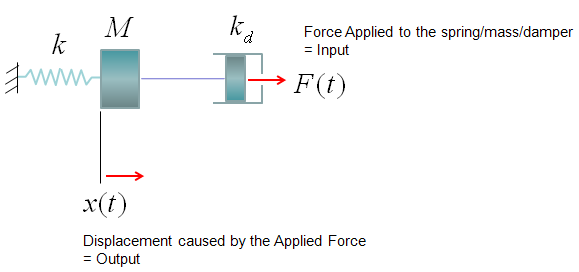 k
M
k_d
Force Applied to the spring/mass/damper
= Input
F(t)
x(t)
Displacement caused by the Applied Force
= Output